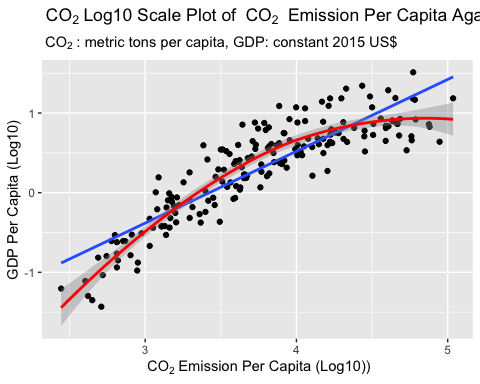 CO₂ Log10 Scale Plot of CO₂ Emission Per Capita Aga
CO₂ : metric tons per capita, GDP: constant 2015 US$
1
0
-1
GDP Per Capita (Log10)
3 4 5
CO₂ Emission Per Capita (Log10))